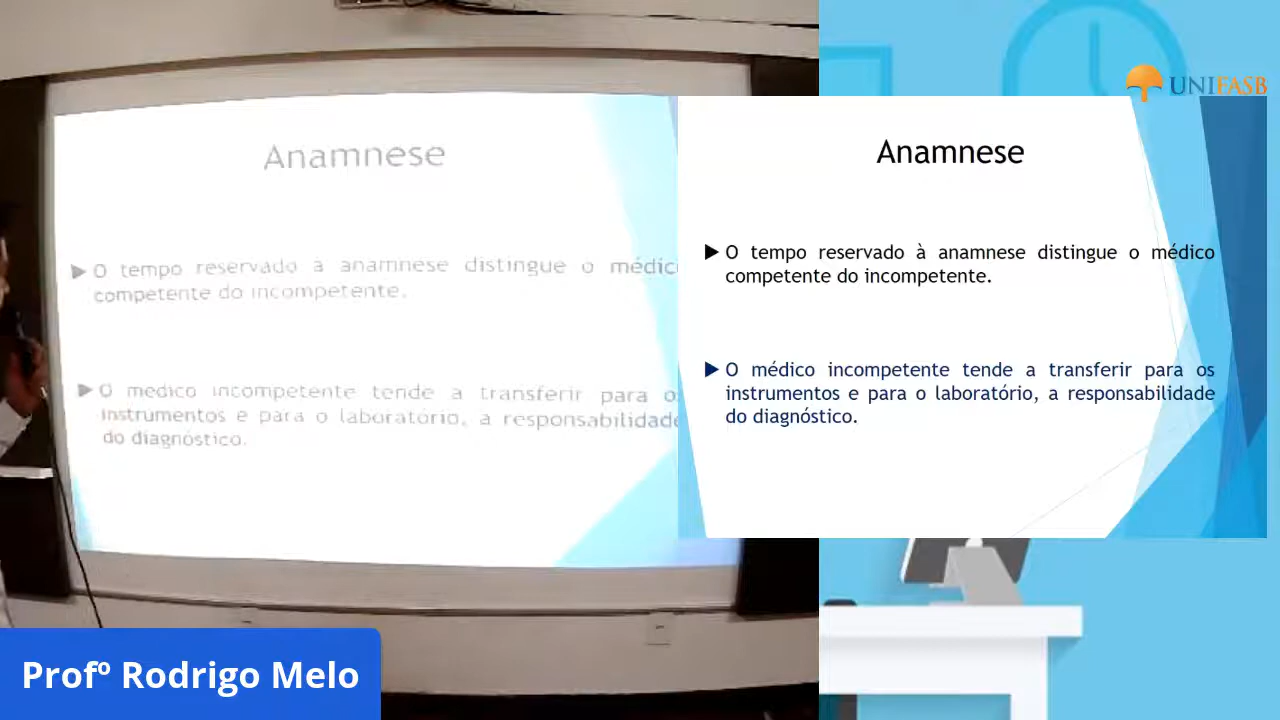 UNIFASB
Anamnese
O tempo reservado à anamnese distingue o médico
competente do incompetente.
O médico incompetente tende a transferir para os
instrumentos e para o laboratório, a responsabilidade
do diagnóstico.
Anamnese
O tempo reservado a anamnese distingue o médic
competente do incompetente.
O medico incompetente tende a transferir para os
instrumentos e para o laboratório, a responsabilidade
do diagnóstico.
Profº Rodrigo Melo